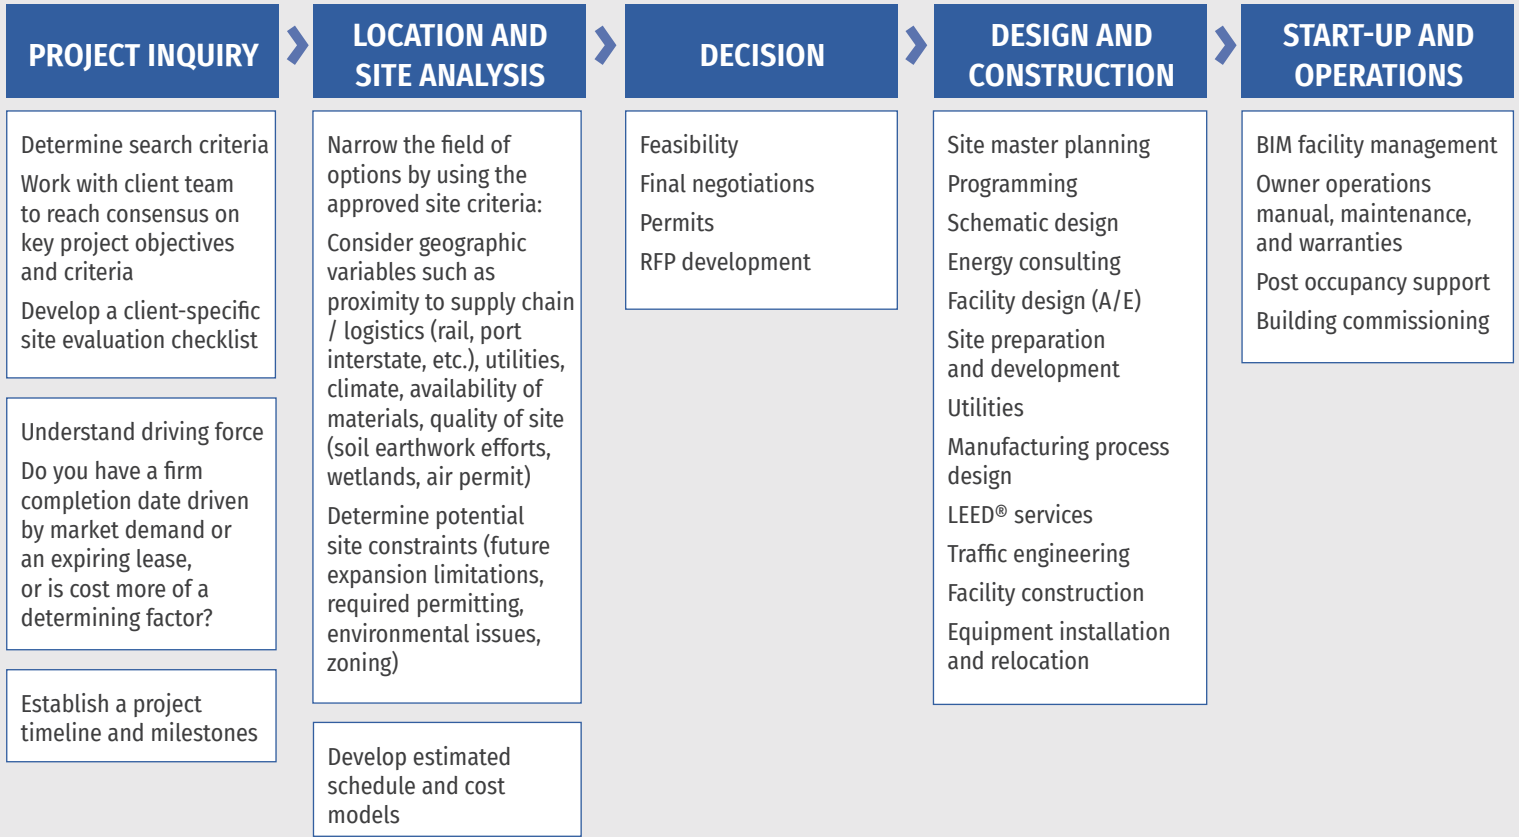 PROJECT INQUIRY
Determine search criteria
Work with client team
to reach consensus on
key project objectives
and criteria
Develop a client-specific
site evaluation checklist
Understand driving force
Do you have a firm
completion date driven
by market demand or
an expiring lease,
or is cost more of a
determining factor?
Establish a project
timeline and milestones
LOCATION AND
SITE ANALYSIS
Narrow the field of
options by using the
approved site criteria:
Consider geographic
variables such as
proximity to supply chain
/ logistics (rail, port
interstate, etc.), utilities,
climate, availability of
materials, quality of site
(soil earthwork efforts,
wetlands, air permit)
Determine potential
site constraints (future
expansion limitations,
required permitting,
environmental issues,
zoning)
Develop estimated
schedule and cost
models
DECISION
Feasibility
Final negotiations
Permits
RFP development
DESIGN AND
CONSTRUCTION
Site master planning
Programming
Schematic design
Energy consulting
Facility design (A/E)
Site preparation
and development
Utilities
Manufacturing process
design
LEED® services
Traffic engineering
Facility construction
Equipment installation
and relocation
START-UP AND
OPERATIONS
BIM facility management
Owner operations
manual, maintenance,
and warranties
Post occupancy support
Building commissioning